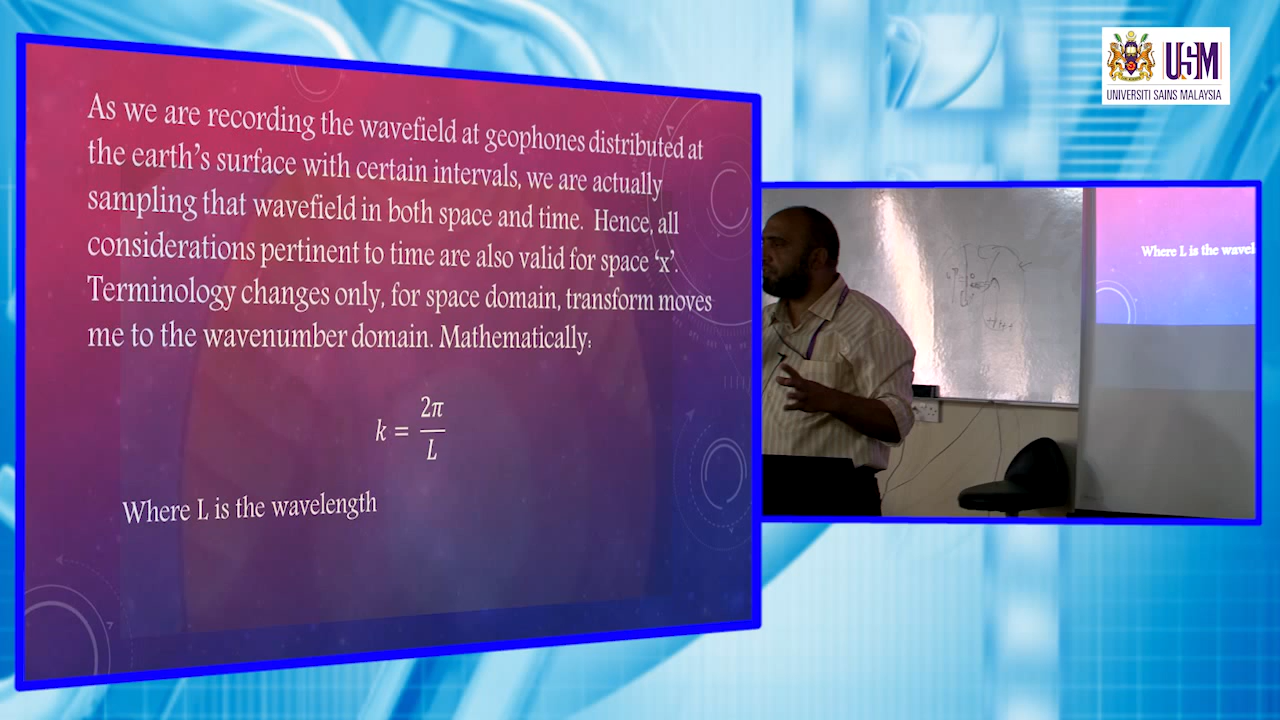 As we are recording the wavefield at geophones distributed at
the earth's surface with certain intervals, we are actually
sampling that wavefield in both space and time. Hence, all
considerations pertinent to time are also valid for space 'x'.
Terminology changes only, for space domain, transform moves
me to the wavenumber domain. Mathematically:
k = 2π / L
Where L is the wavelength
USM
UNIVERSITI SAINS MALAYSIA
Where L is the wavel